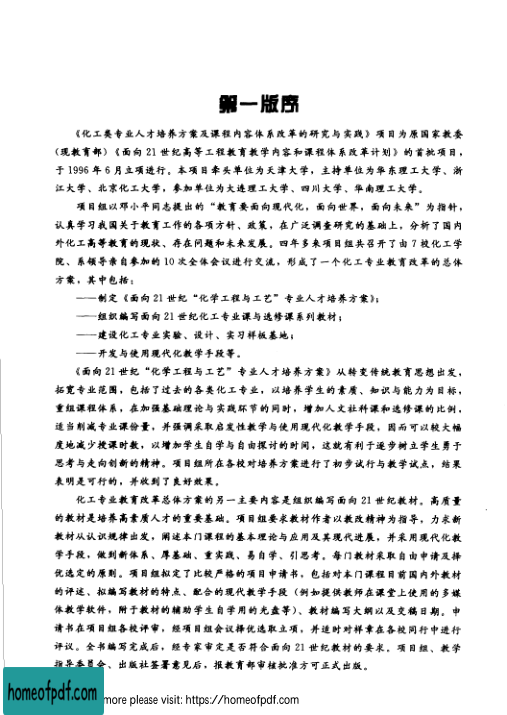 第一版序
《化工类专业人才培养方案及课程内容体系改革的研究与实践》项目为原国家教委
(现教育部)《面向 21 世纪高等工程教育教学内容和课程体系改革计划》的首批项目，
于 1996 年 6 月立项进行。本项目牵头单位为天津大学，主持单位为华东理工大学、浙
江大学、北京化工大学，参加单位为大连理工大学、四川大学、华南理工大学。
项目组以邓小平同志提出的“教育要面向现代化，面向世界，面向未来”为指针，
认真学习我国关于教育工作的各项方针、政策，在广泛调查研究的基础上，分析了国内
外化工高等教育的现状、存在问题和未来发展。四年多来项目组共召开了由 7 校化工学
院、系领导亲自参加的 10 次全体会议进行交流，形成了一个化工专业教育改革的总体
方案，其中包括：
——制定《面向 21 世纪“化学工程与工艺”专业人才培养方案》；
——组织编写面向 21 世纪化工专业课与选修课系列教材；
——建设化工专业实验、设计、实习样板基地；
——开发与使用现代化教学手段等。
《面向 21 世纪“化学工程与工艺”专业人才培养方案》从转变传统教育思想出发，
拓宽专业范围，包括了过去的各类化工专业，以培养学生的素质、知识与能力为目标，
重组课程体系，在加强基础理论与实践环节的同时，增加人文社科课和选修课的比例，
适当削减专业课份量，并强调采取启发性教学与使用现代化教学手段，因而可以较大幅
度地减少授课时数，以增加学生自学与自由探讨的时间，这就有利于逐步树立学生勇于
思考与走向创新的精神。项目组所在各校对培养方案进行了初步试行与教学试点，结果
表明是可行的，并收到了良好效果。
化工专业教育改革总体方案的另一主要内容是组织编写面向 21 世纪教材。高质量
的教材是培养高素质人才的重要基础。项目组要求教材作者以教改精神为指导，力求新
教材从认识规律出发，阐述本门课程的基本理论与应用及其现代进展，并采用现代化教
学手段，做到新体系、厚基础、重实践、易自学、引思考。每门教材采取自由申请及择
优选定的原则。项目组拟定了比较严格的项目申请书，包括对本门课程目前国内外教材
的评述、拟编写教材的特点、配合的现代教学手段（例如提供教师在课堂上使用的多媒
体教学软件，附于教材的辅助学生自学用的光盘等）、教材编写大纲以及交稿日期。申
请书在项目组各校评审，经项目组会议择优选取立项，并适时对样章在各校同行中进行
评议。全书编写完成后，经专家审定是否符合面向 21 世纪教材的要求。项目组、教学
指导委员会、出版社签署意见后，报教育部审核批准方可正式出版。
homeofpdf.com
more please visit: https://homeofpdf.com